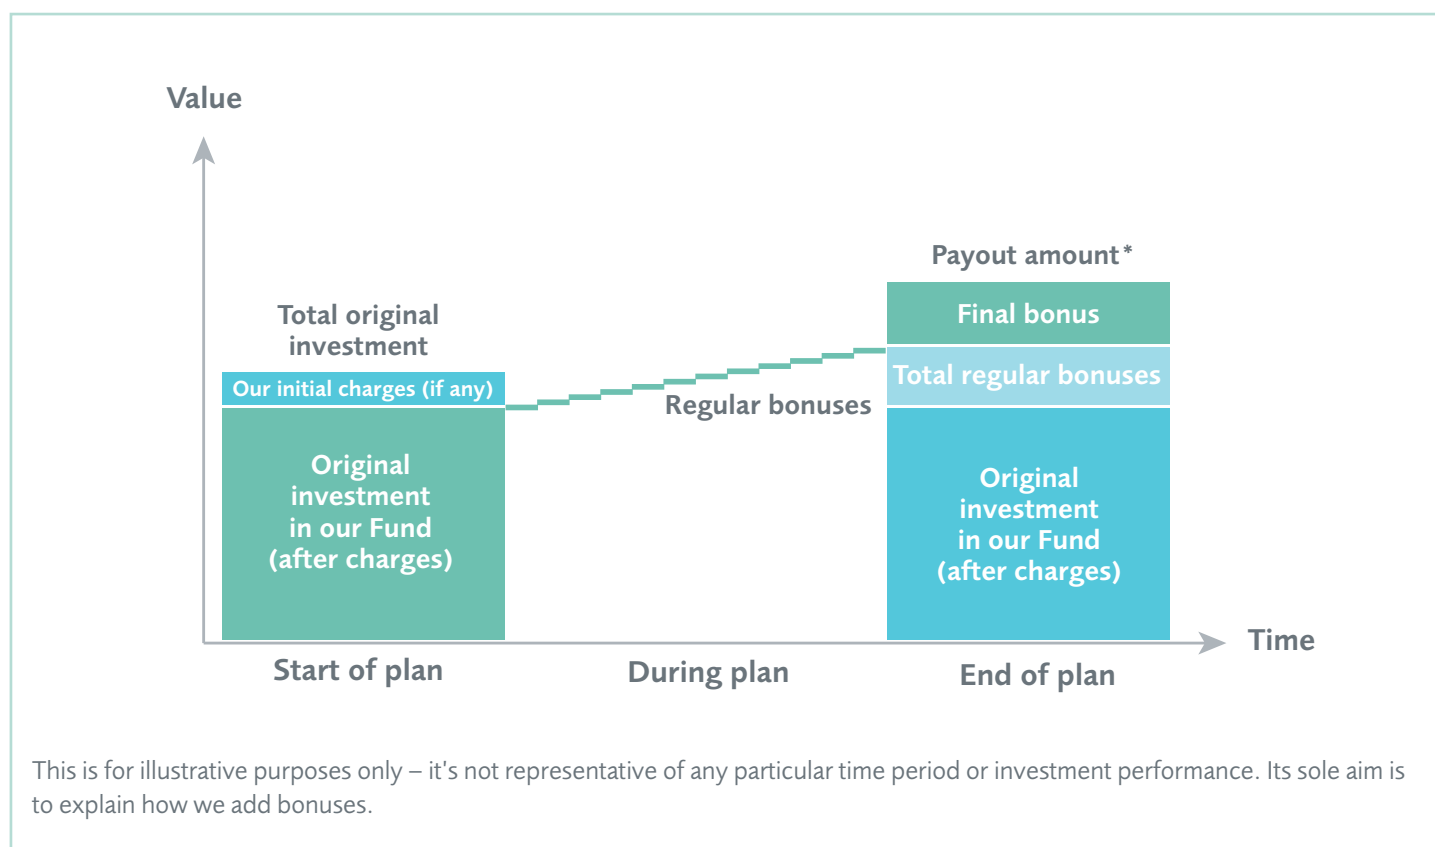 Value
Payout amount*
Final bonus
Total original
investment
Total regular bonuses
Our initial charges (if any)
Regular bonuses
Original
investment
in our Fund
(after charges)
Original
investment
in our Fund
(after charges)
Time
Start of plan
During plan
End of plan
This is for illustrative purposes only – it's not representative of any particular time period or investment performance. Its sole aim is
to explain how we add bonuses.